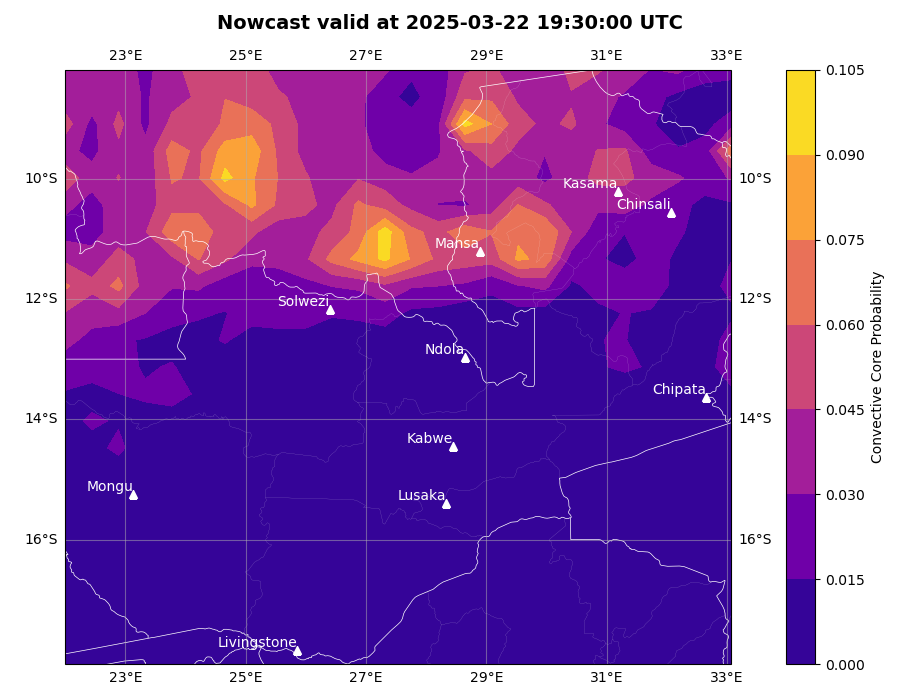 Nowcast valid at 2025-03-22 19:30:00 UTC
23°E 25°E 27°E 29°E 31°E 33°E
0.105
0.090
10°S 10°S
Kasama
Chinsali
0.075
Mansa
12°S 12°S
Solwezi
0.060
Ndola
Chipata
0.045
14°S 14°S
Kabwe
Mongu
Lusaka
0.030
16°S 16°S
0.015
Livingstone
0.000
23°E 25°E 27°E 29°E 31°E 33°E
Convective Core Probability